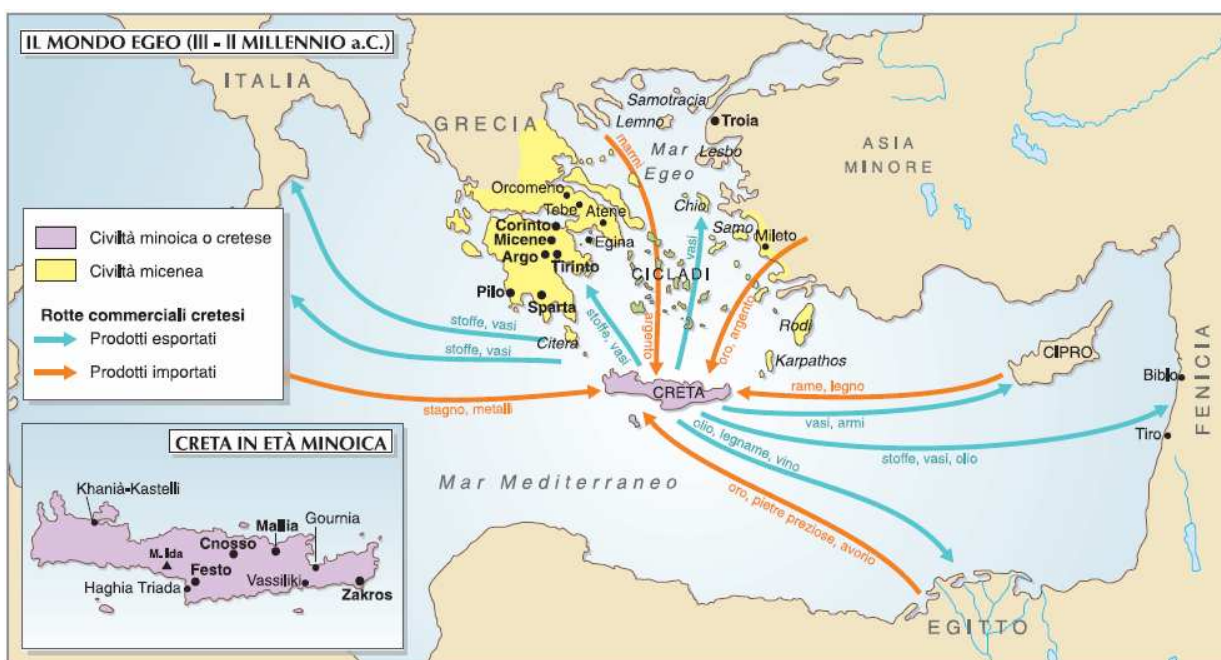 IL MONDO EGEO (III - II MILLENNIO a.C.)
ITALIA
GRECIA
Samotracia
Lemno
Troia
Mar
Egeo
Lesbo
ASIA
MINORE
marmi
Orcomeno
Tebe
Atene
Chio
Corinto
Micene
Egina
Samo
Mileto
Argo
Tirinto
CICLADI
vasi
Pilo
Sparta
oro, argento
argento
Rodi
stoffe, vasi
Citera
stoffe, vasi
stoffe, vasi
Karpathos
CIPRO
Biblo
FENICIA
CRETA
rame, legno
stagno, metalli
vasi, armi
Tiro
olio, legname, vino
stoffe, vasi, olio
Mar Mediterraneo
oro, pietre preziose, avorio
EGITTO
Civiltà minoica o cretese
Civiltà micenea
Rotte commerciali cretesi
Prodotti esportati
Prodotti importati
CRETA IN ETÀ MINOICA
Khanià-Kastelli
Mallia
Gournia
Cnosso
M. Ida
Festo
Vassiliki
Haghia Triada
Zakros